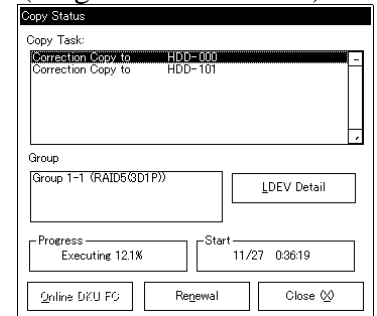 Copy Status
Copy Task:
Correction Copy to HDD-000
Correction Copy to HDD-101
Group
Group 1-1 (RAID5(3D1P))
LDEV Detail
Progress
Executing 12.1%
Start
11/27 0:36:19
Online DKU FC
Renewal
Close (X)